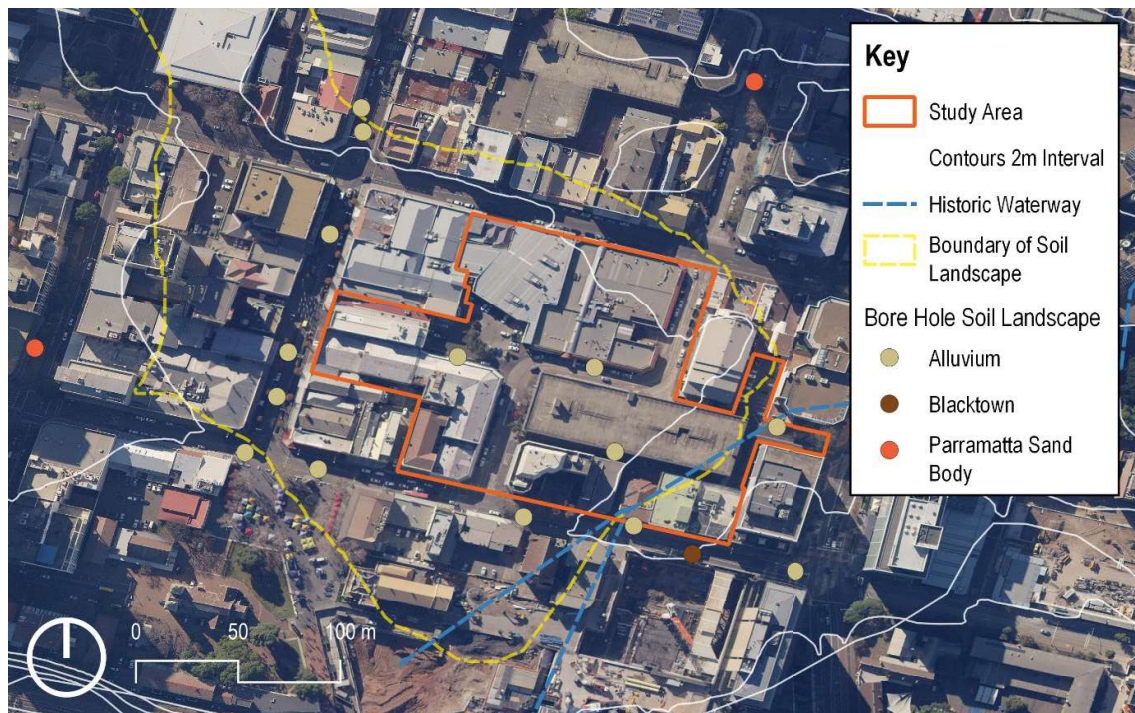 Key
Study Area
Contours 2m Interval
Historic Waterway
Boundary of Soil
Landscape
Bore Hole Soil Landscape
Alluvium
Blacktown
Parramatta Sand
Body
0 50 100 m